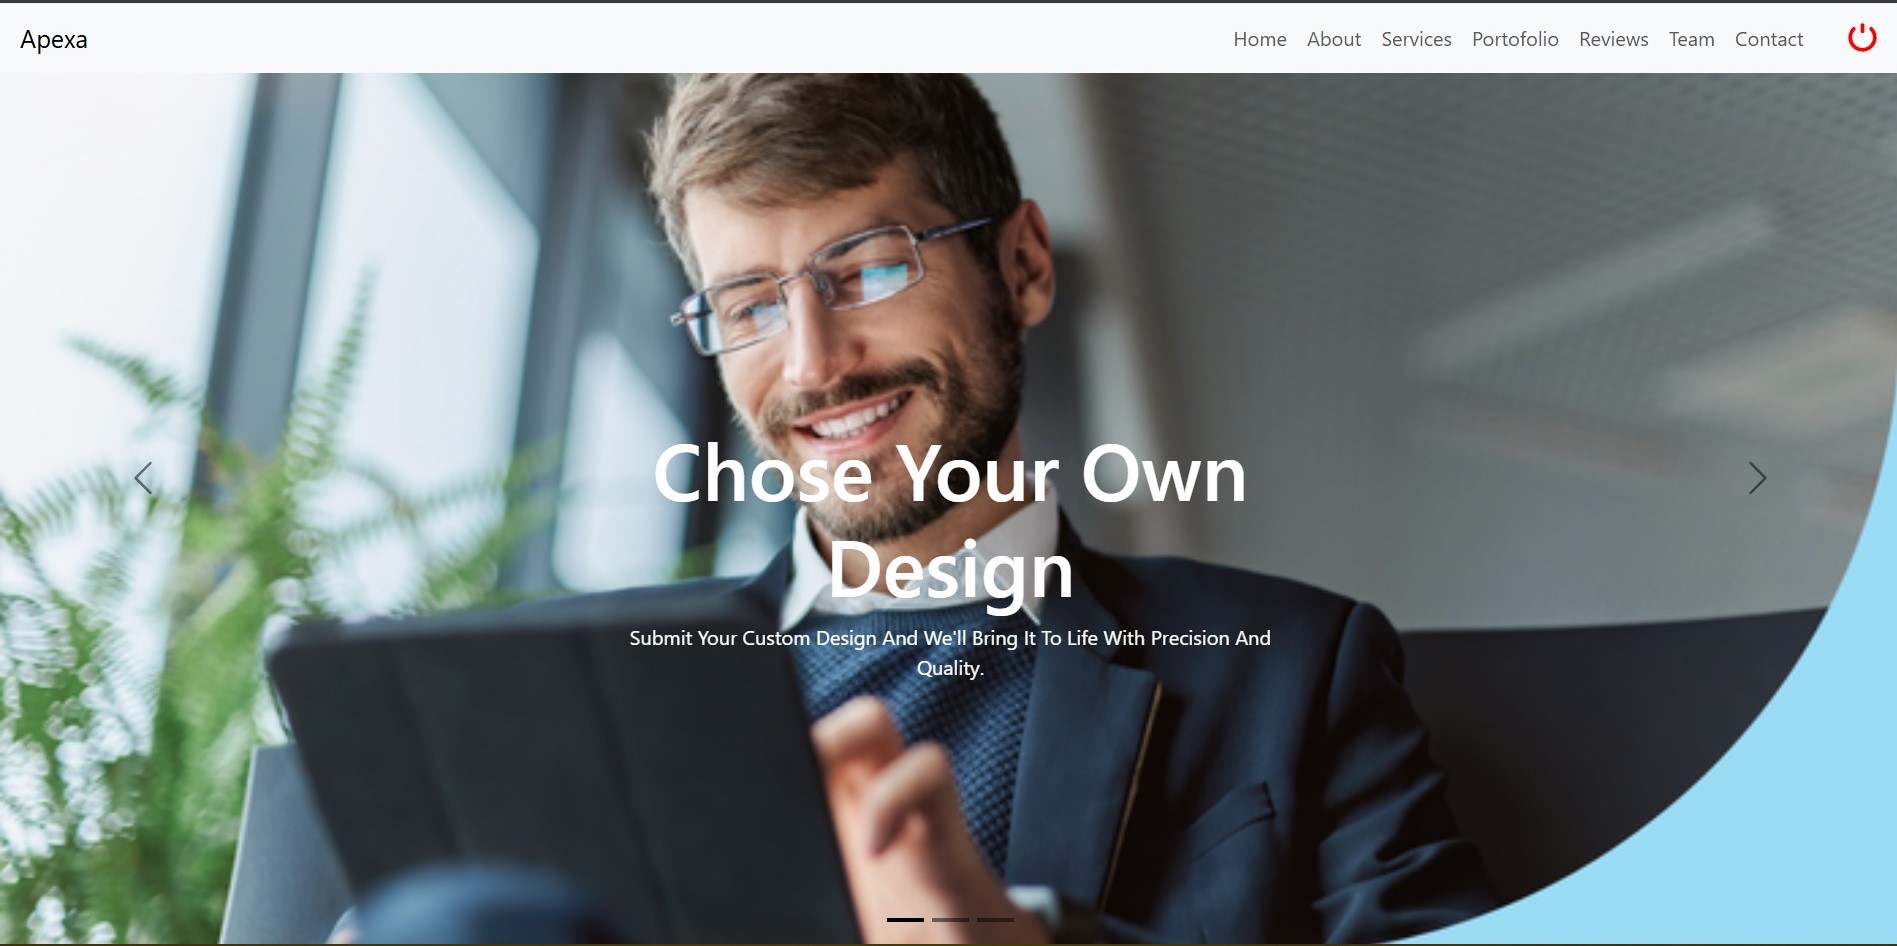 Apexa
Home About Services Portofolio Reviews Team Contact
Chose Your Own
Design
Submit Your Custom Design And We'll Bring It To Life With Precision And
Quality.